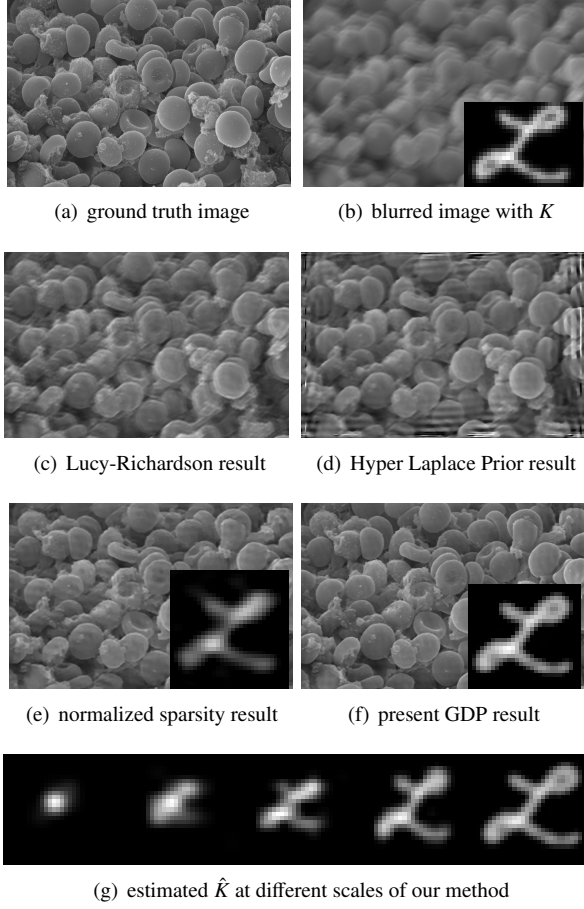 (a) ground truth image
(b) blurred image with K
(c) Lucy-Richardson result
(d) Hyper Laplace Prior result
(e) normalized sparsity result
(f) present GDP result
(g) estimated K̂ at different scales of our method